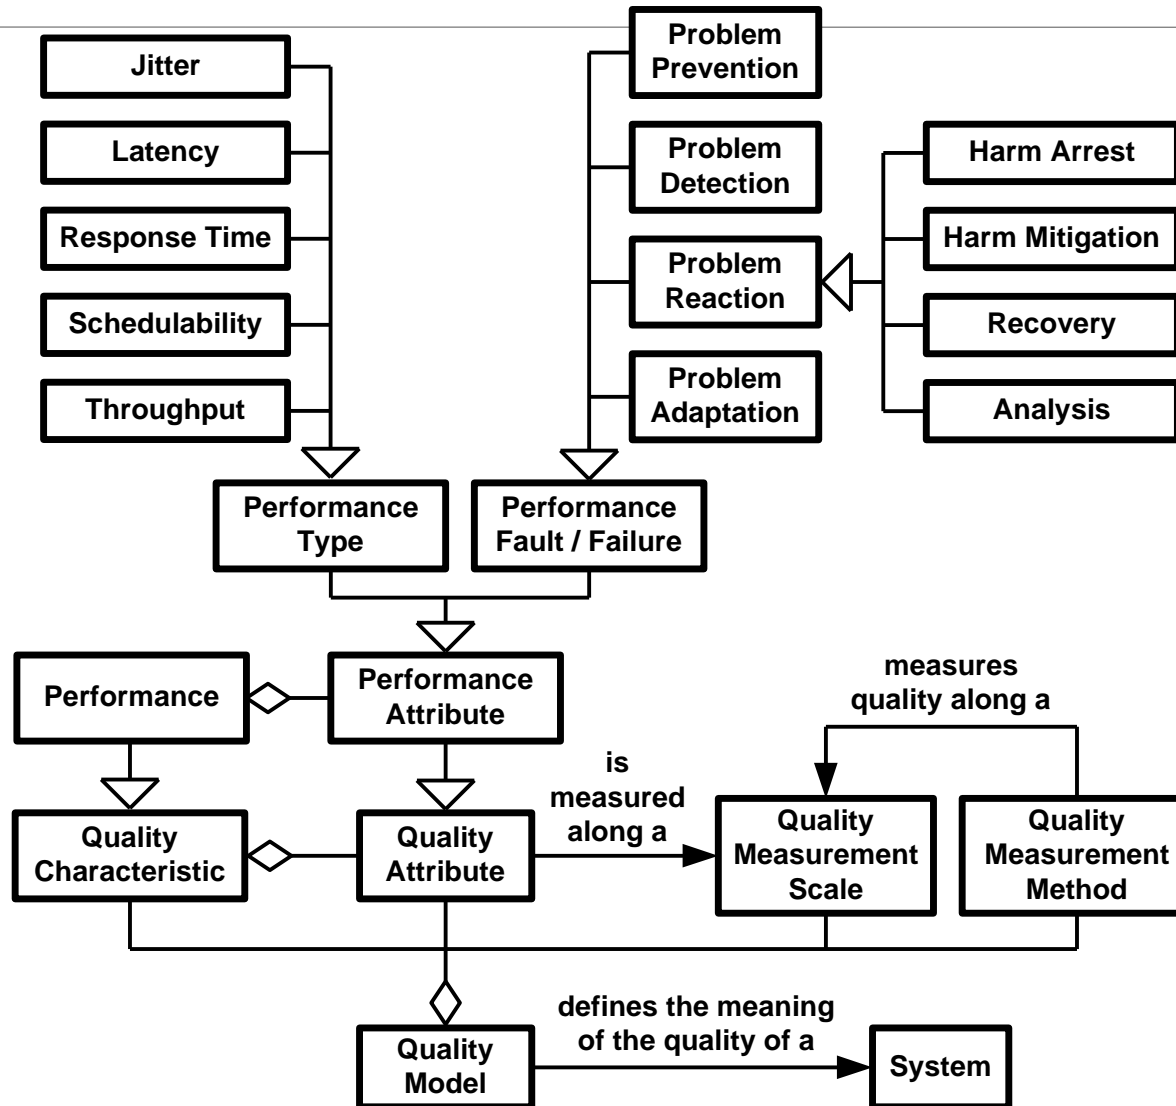 Jitter
Latency
Response Time
Schedulability
Throughput
Problem
Prevention
Problem
Detection
Problem
Reaction
Problem
Adaptation
Harm Arrest
Harm Mitigation
Recovery
Analysis
Performance
Type
Performance
Fault / Failure
Performance
Performance
Attribute
measures
quality along a
is
measured
along a
Quality
Characteristic
Quality
Attribute
Quality
Measurement
Scale
Quality
Measurement
Method
defines the meaning
of the quality of a
Quality
Model
System